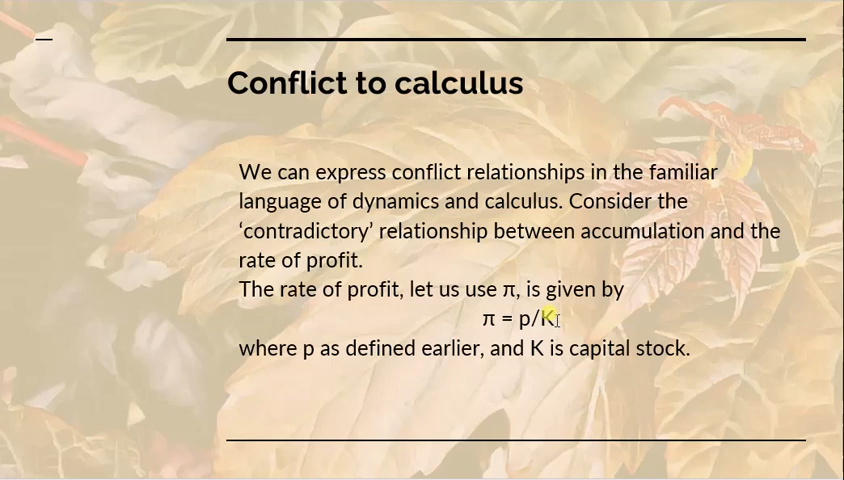 Conflict to calculus
We can express conflict relationships in the familiar
language of dynamics and calculus. Consider the
‘contradictory’ relationship between accumulation and the
rate of profit.
The rate of profit, let us use π, is given by
π = p/K
where p as defined earlier, and K is capital stock.